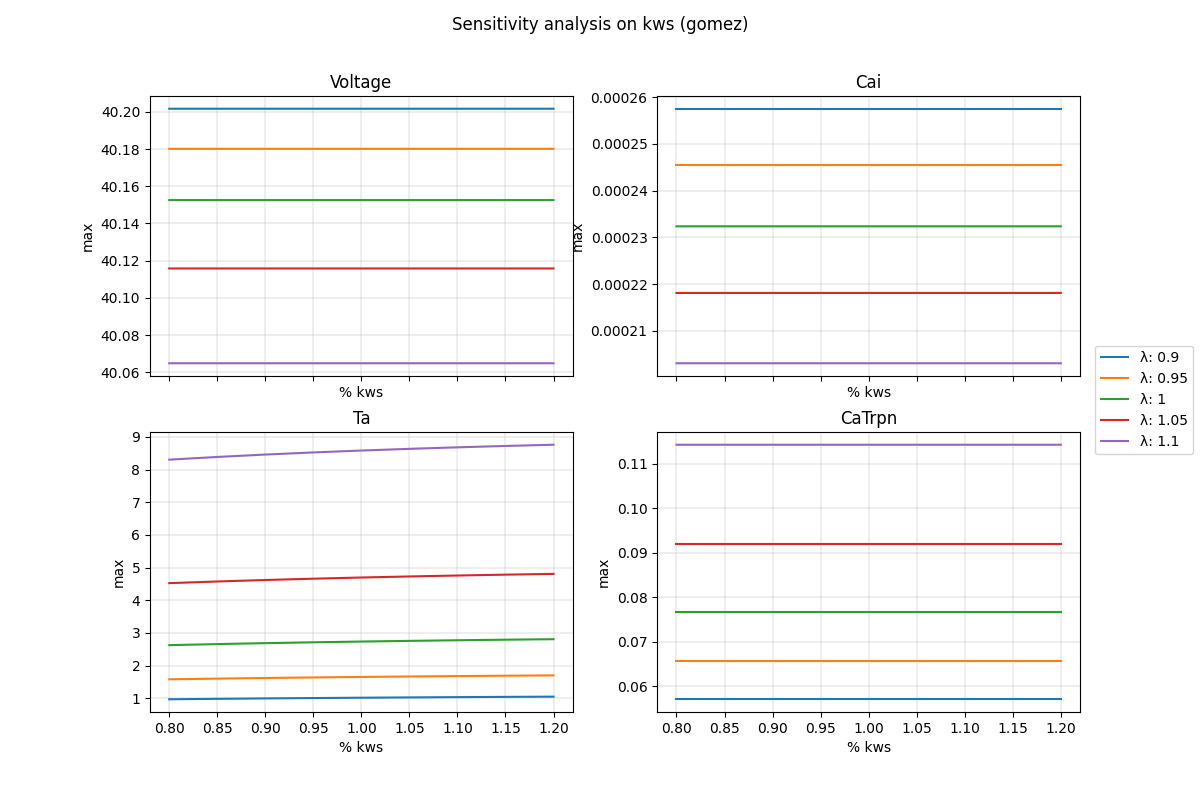 Sensitivity analysis on kws (gomez)
Voltage
40.20
40.18
40.16
40.14
40.12
40.10
40.08
40.06
max
% kws
Cai
0.00026
0.00025
0.00024
0.00023
0.00022
0.00021
max
% kws
λ: 0.9
λ: 0.95
λ: 1
λ: 1.05
λ: 1.1
Ta
9
8
7
6
5
4
3
2
1
max
0.80 0.85 0.90 0.95 1.00 1.05 1.10 1.15 1.20
% kws
CaTrpn
0.11
0.10
0.09
0.08
0.07
0.06
max
0.80 0.85 0.90 0.95 1.00 1.05 1.10 1.15 1.20
% kws